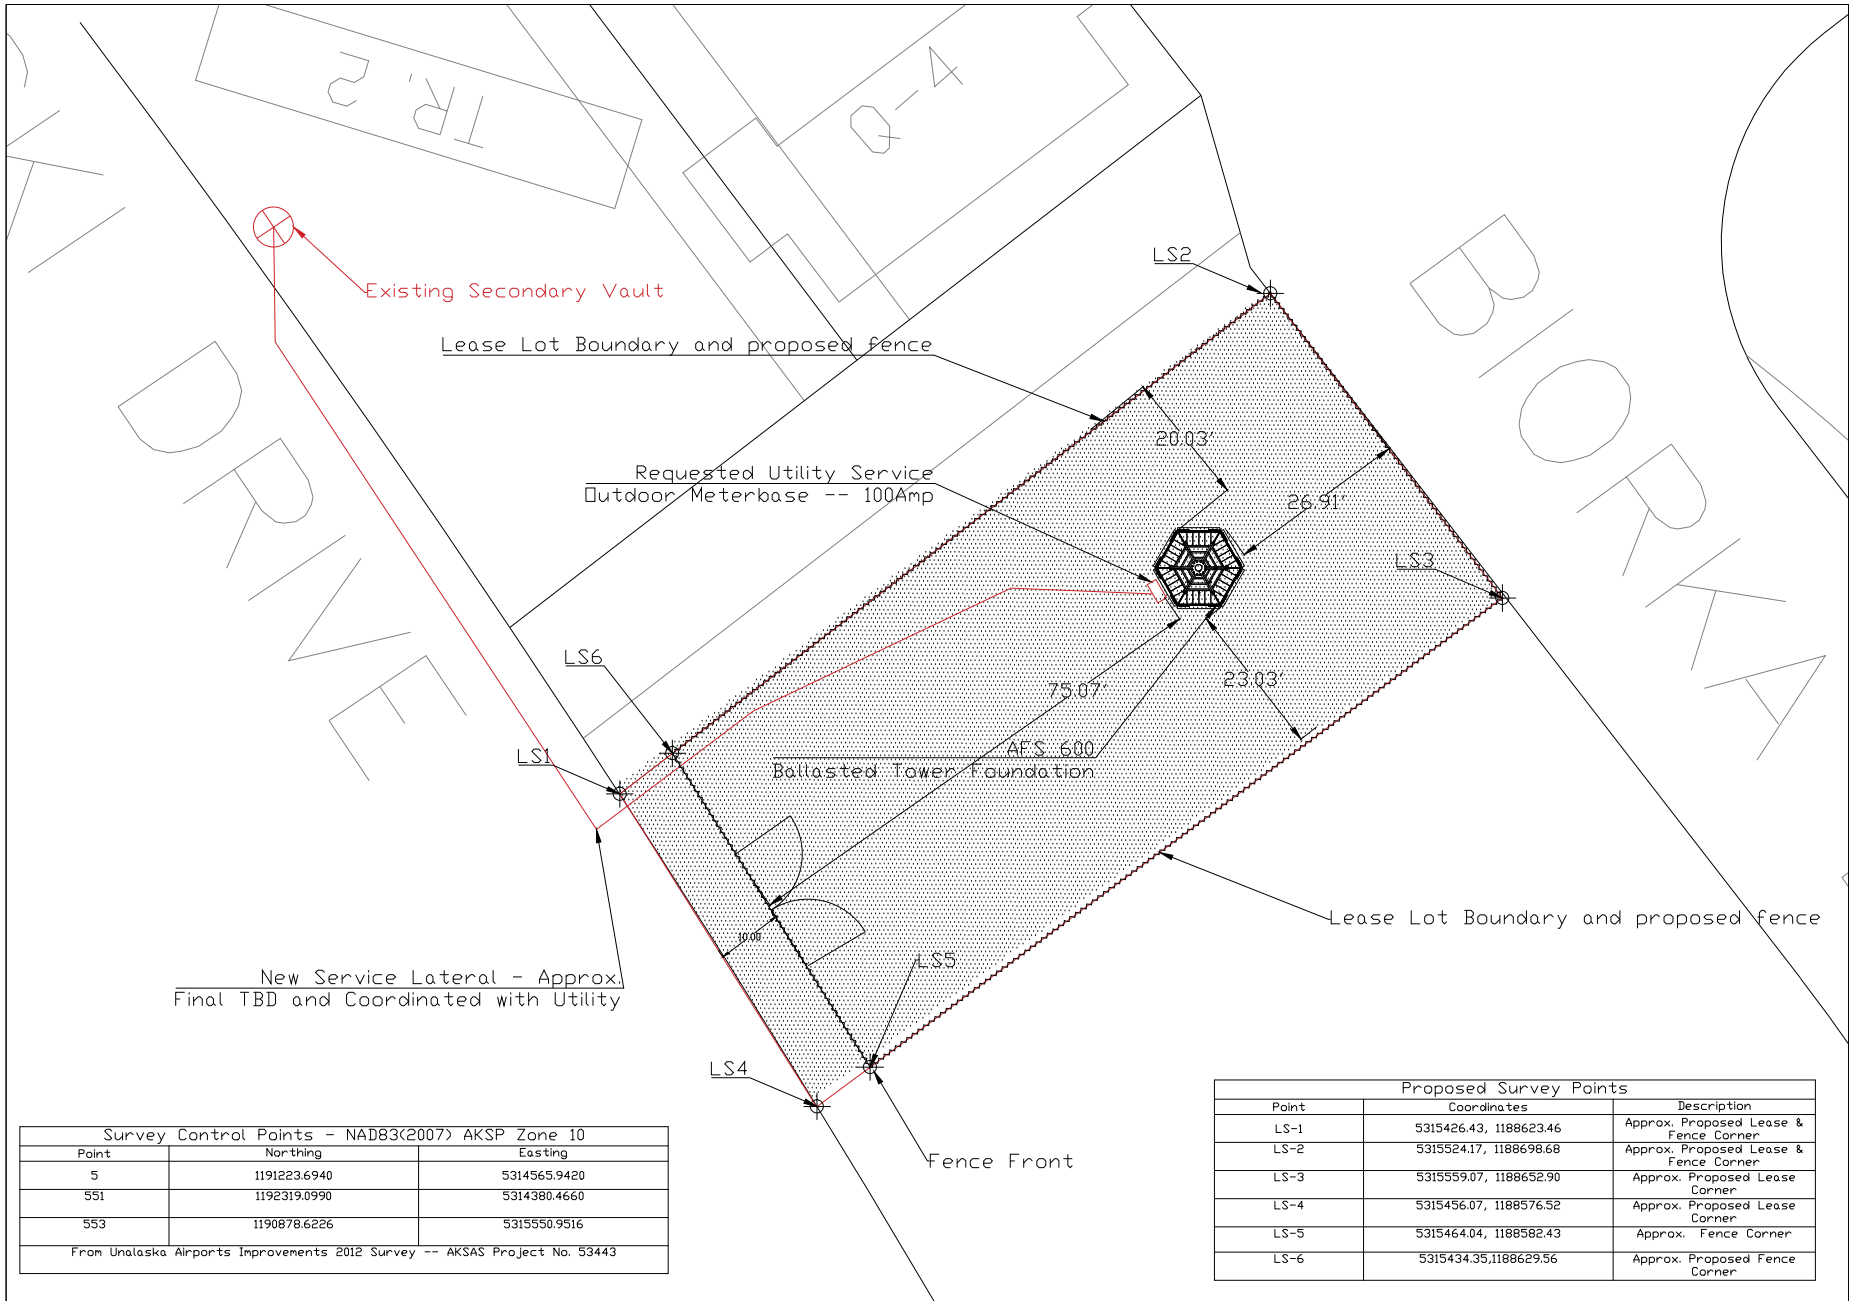 TR. 2
Q-4
DRIVE
BIORKA
Existing Secondary Vault
LS2
Lease Lot Boundary and proposed fence
20.03'
Requested Utility Service
Outdoor Meterbase -- 100Amp
26.91'
LS3
LS6
75.07'
23.03'
LS1
AFS 600
Ballasted Tower Foundation
Lease Lot Boundary and proposed fence
10.00
LS5
New Service Lateral - Approx.
Final TBD and Coordinated with Utility
LS4
Fence Front
Survey Control Points - NAD83(2007) AKSP Zone 10
Point Northing Easting
5 1191223.6940 5314565.9420
551 1192319.0990 5314380.4660
553 1190878.6226 5315550.9516
From Unalaska Airports Improvements 2012 Survey -- AKSAS Project No. 53443
Proposed Survey Points
Point Coordinates Description
LS-1 5315426.43, 1188623.46 Approx. Proposed Lease &
Fence Corner
LS-2 5315524.17, 1188698.68 Approx. Proposed Lease &
Fence Corner
LS-3 5315559.07, 1188652.90 Approx. Proposed Lease
Corner
LS-4 5315456.07, 1188576.52 Approx. Proposed Lease
Corner
LS-5 5315464.04, 1188582.43 Approx. Fence Corner
LS-6 5315434.35,1188629.56 Approx. Proposed Fence
Corner